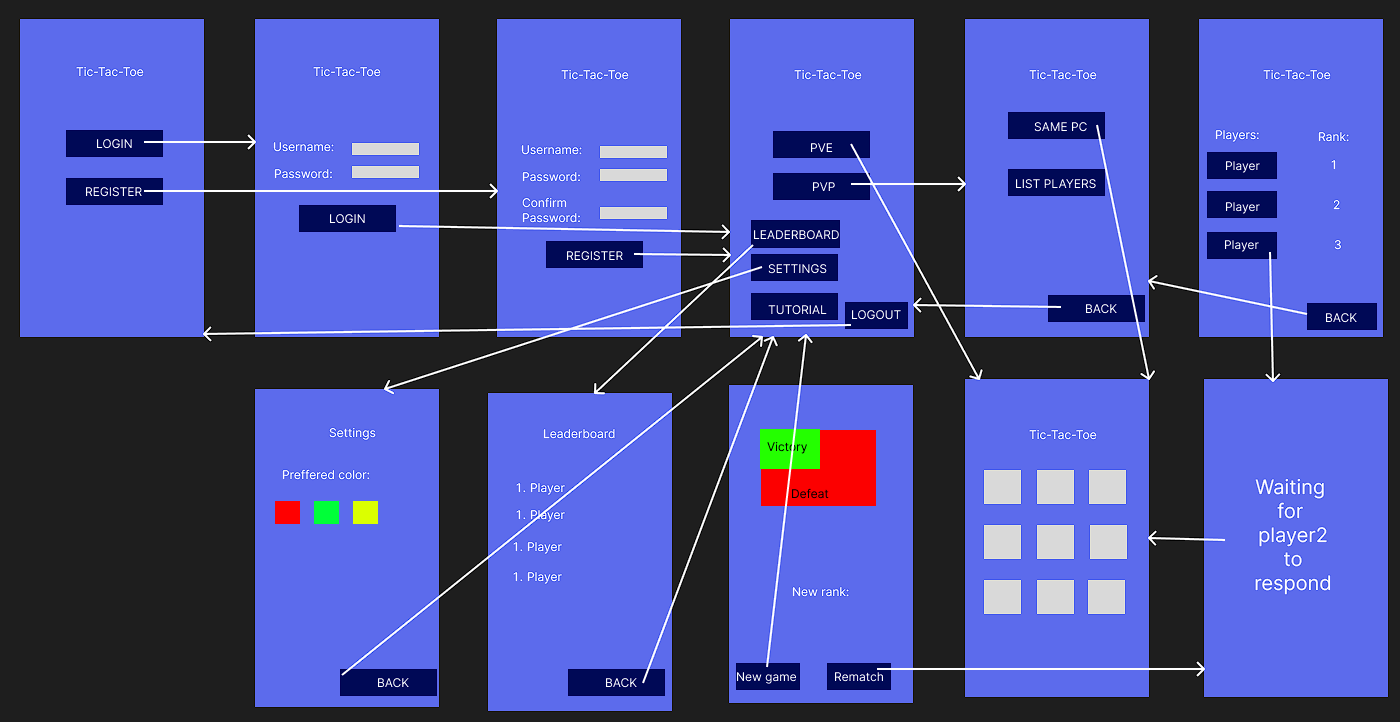 Tic-Tac-Toe
LOGIN
REGISTER
Tic-Tac-Toe
Username:
Password:
LOGIN
Tic-Tac-Toe
Username:
Password:
Confirm
Password:
REGISTER
Tic-Tac-Toe
PVE
PVP
LEADERBOARD
SETTINGS
TUTORIAL
LOGOUT
Tic-Tac-Toe
SAME PC
LIST PLAYERS
BACK
Tic-Tac-Toe
Players: Rank:
Player 1
Player 2
Player 3
BACK
Settings
Preffered color:
BACK
Leaderboard
1. Player
1. Player
1. Player
1. Player
BACK
Victory
Defeat
New rank:
New game Rematch
Tic-Tac-Toe
Waiting
for
player2
to
respond